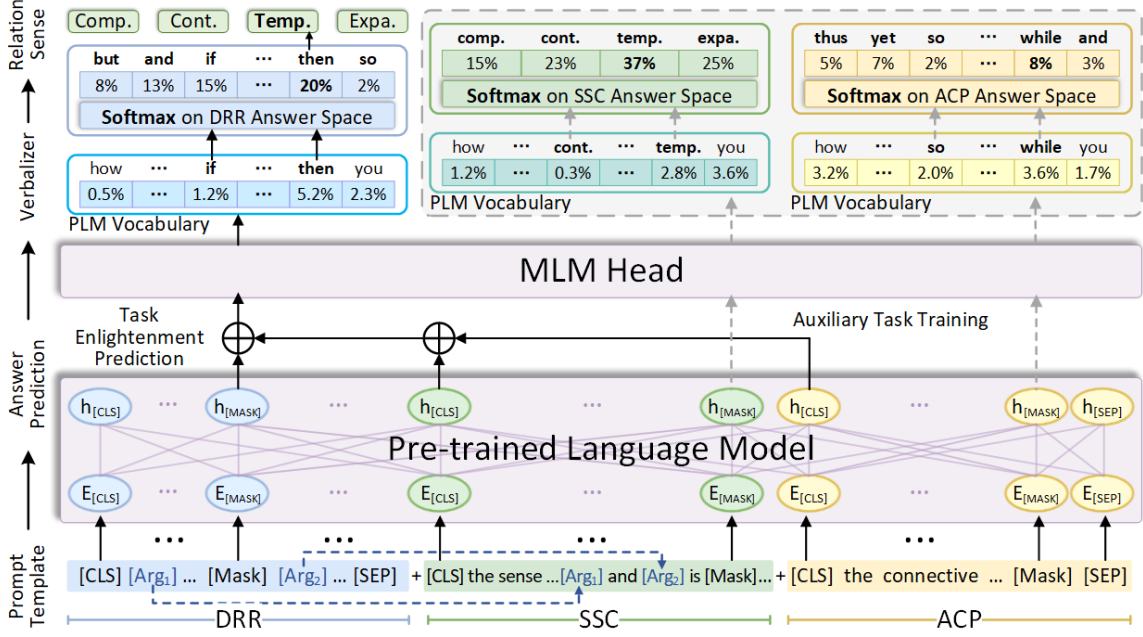 Relation Sense
Comp. Cont. Temp. Expa.
but and if ... then so
8% 13% 15% ... 20% 2%
Softmax on DRR Answer Space
comp. cont. temp. expa.
15% 23% 37% 25%
Softmax on SSC Answer Space
thus yet so ... while and
5% 7% 2% ... 8% 3%
Softmax on ACP Answer Space
Verbalizer
how ... if ... then you
0.5% ... 1.2% ... 5.2% 2.3%
PLM Vocabulary
how ... cont. ... temp. you
1.2% ... 0.3% ... 2.8% 3.6%
PLM Vocabulary
how ... so ... while you
3.2% ... 2.0% ... 3.6% 1.7%
PLM Vocabulary
MLM Head
Task
Enlightenment
Prediction
Auxiliary Task Training
Answer
Prediction
h[CLS] ... h[MASK] ... h[CLS] ... h[MASK] h[CLS] ... h[MASK] h[SEP]
Pre-trained Language Model
E[CLS] ... E[MASK] ... E[CLS] ... E[MASK] E[CLS] ... E[MASK] E[SEP]
... ... ... ...
Prompt
Template
[CLS] [Arg1] ... [Mask] [Arg2] ... [SEP] + [CLS] the sense ...[Arg1] and [Arg2] is [Mask]... + [CLS] the connective ... [Mask] [SEP]
DRR SSC ACP